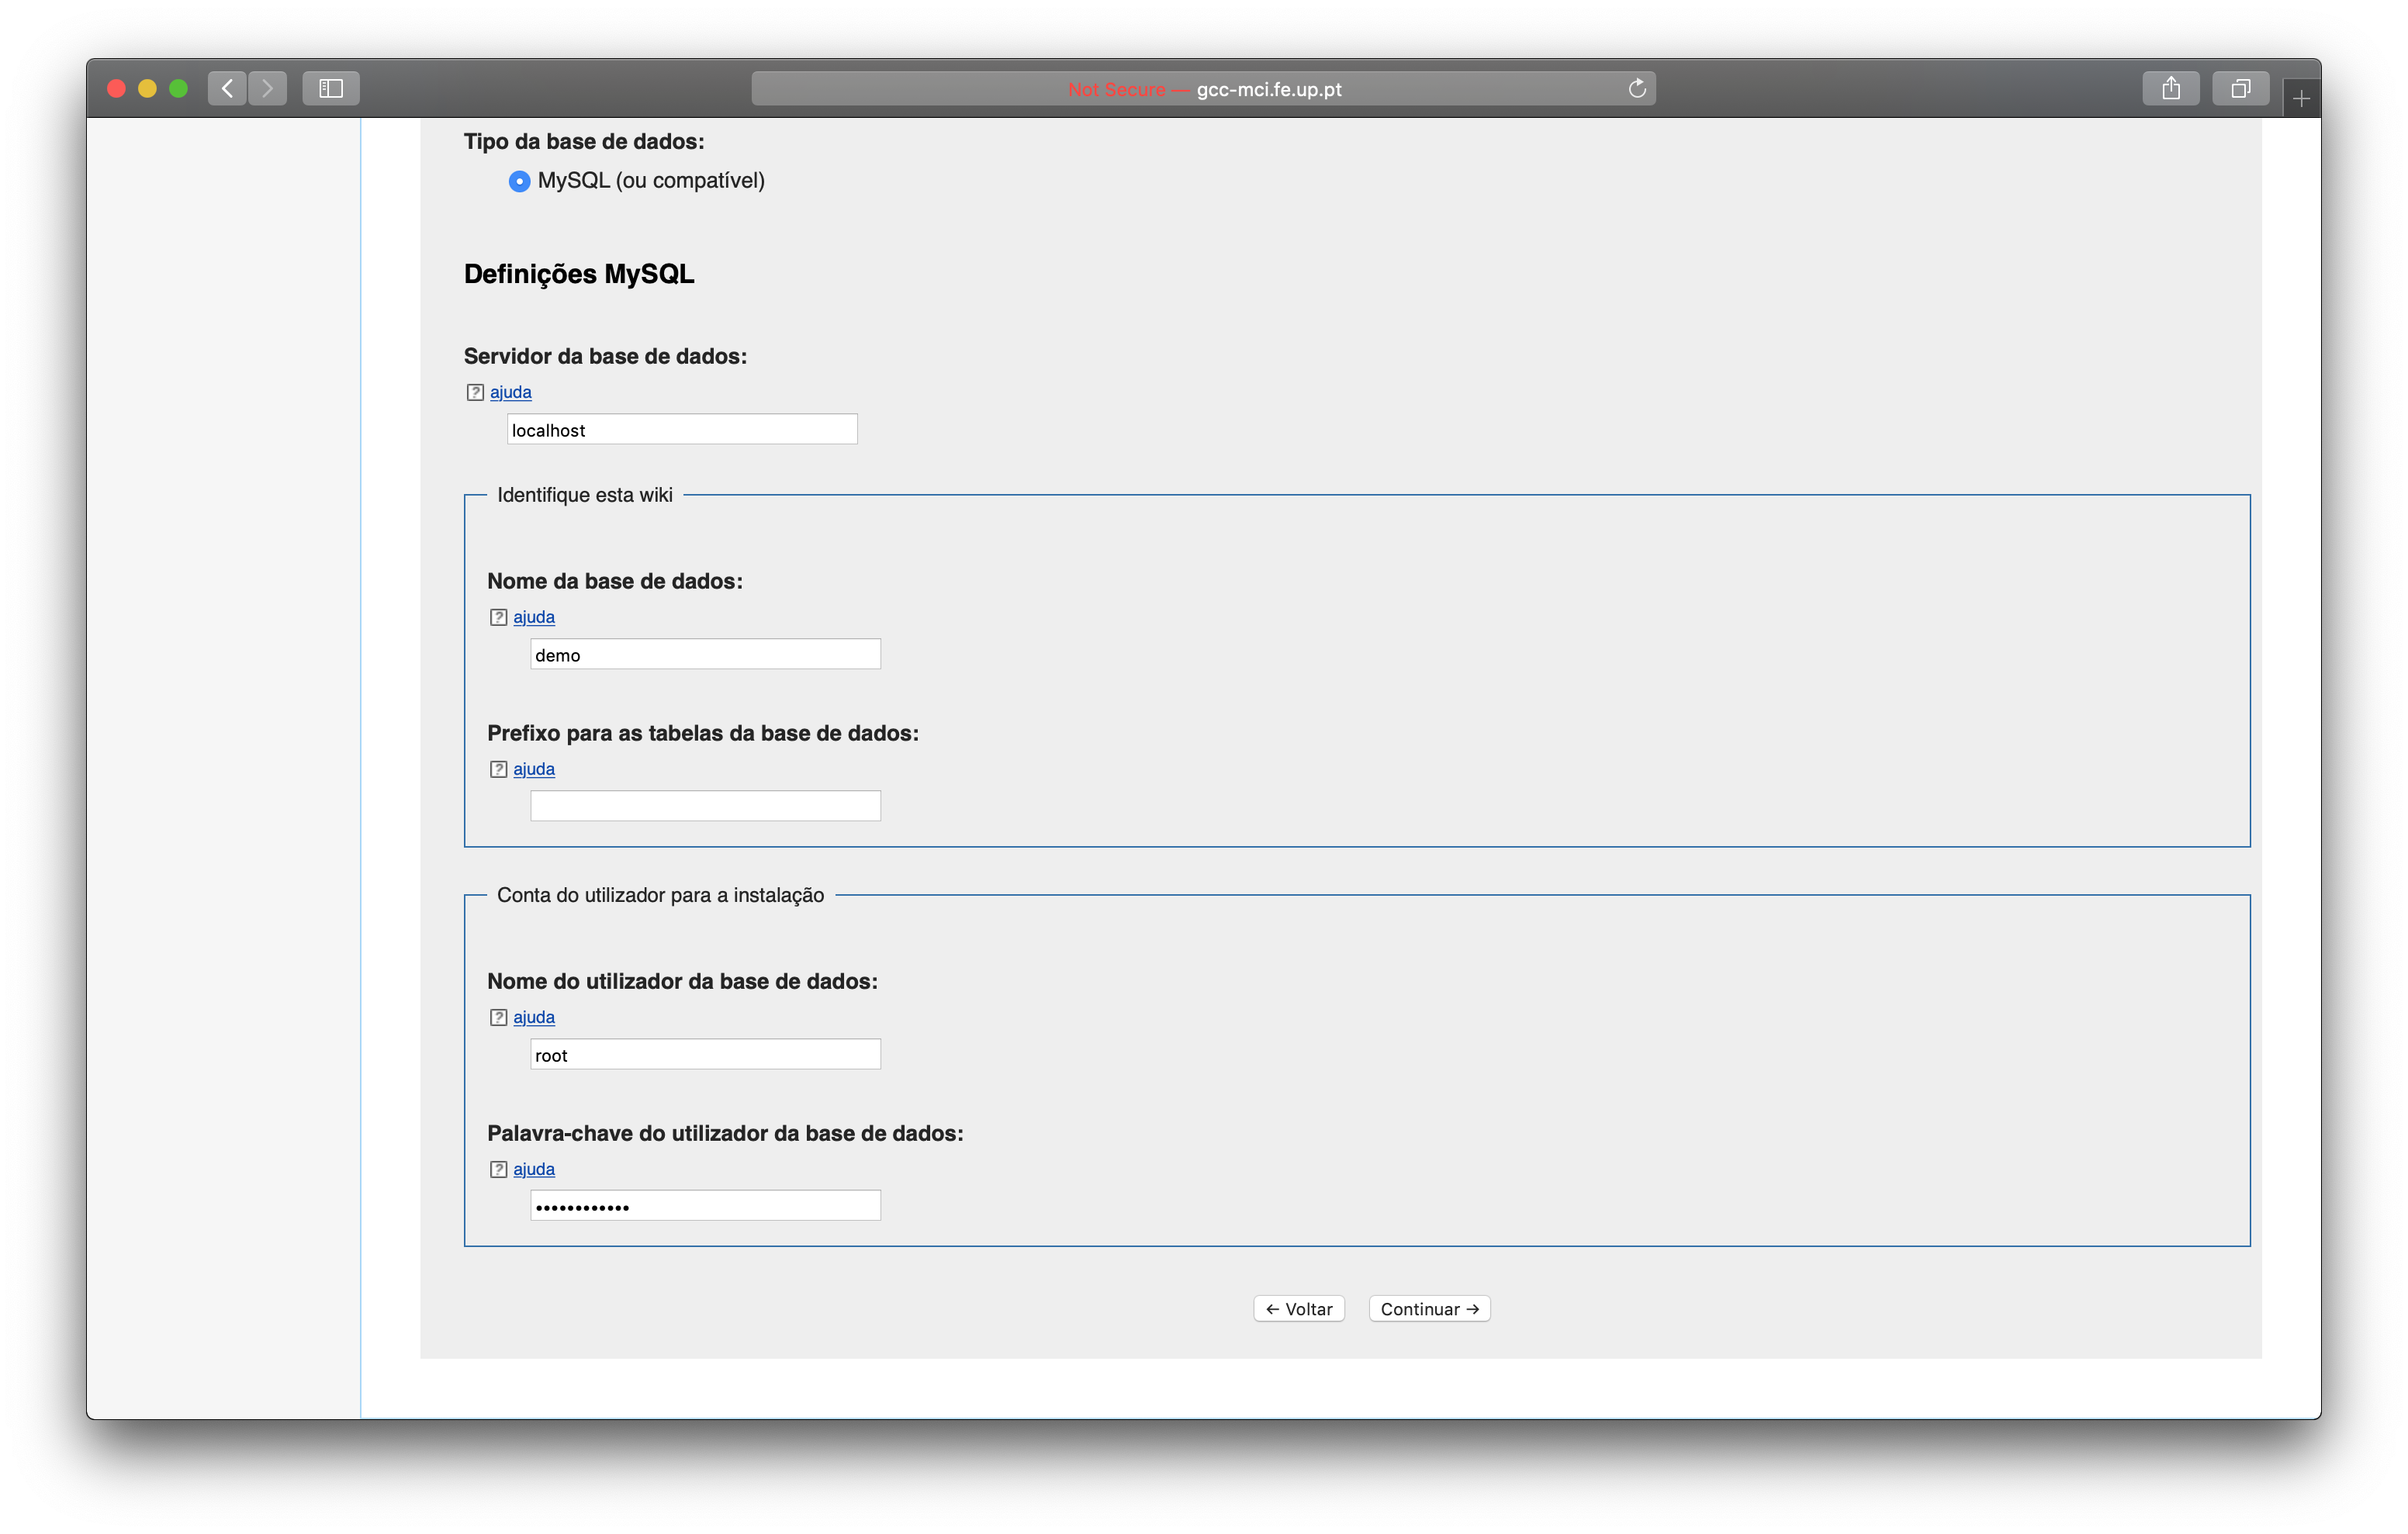 Not Secure — gcc-mci.fe.up.pt
Tipo da base de dados:
MySQL (ou compatível)
Definições MySQL
Servidor da base de dados:
? ajuda
localhost
Identifique esta wiki
Nome da base de dados:
? ajuda
demo
Prefixo para as tabelas da base de dados:
? ajuda
Conta do utilizador para a instalação
Nome do utilizador da base de dados:
? ajuda
root
Palavra-chave do utilizador da base de dados:
? ajuda
••••••••••••
← Voltar Continuar →